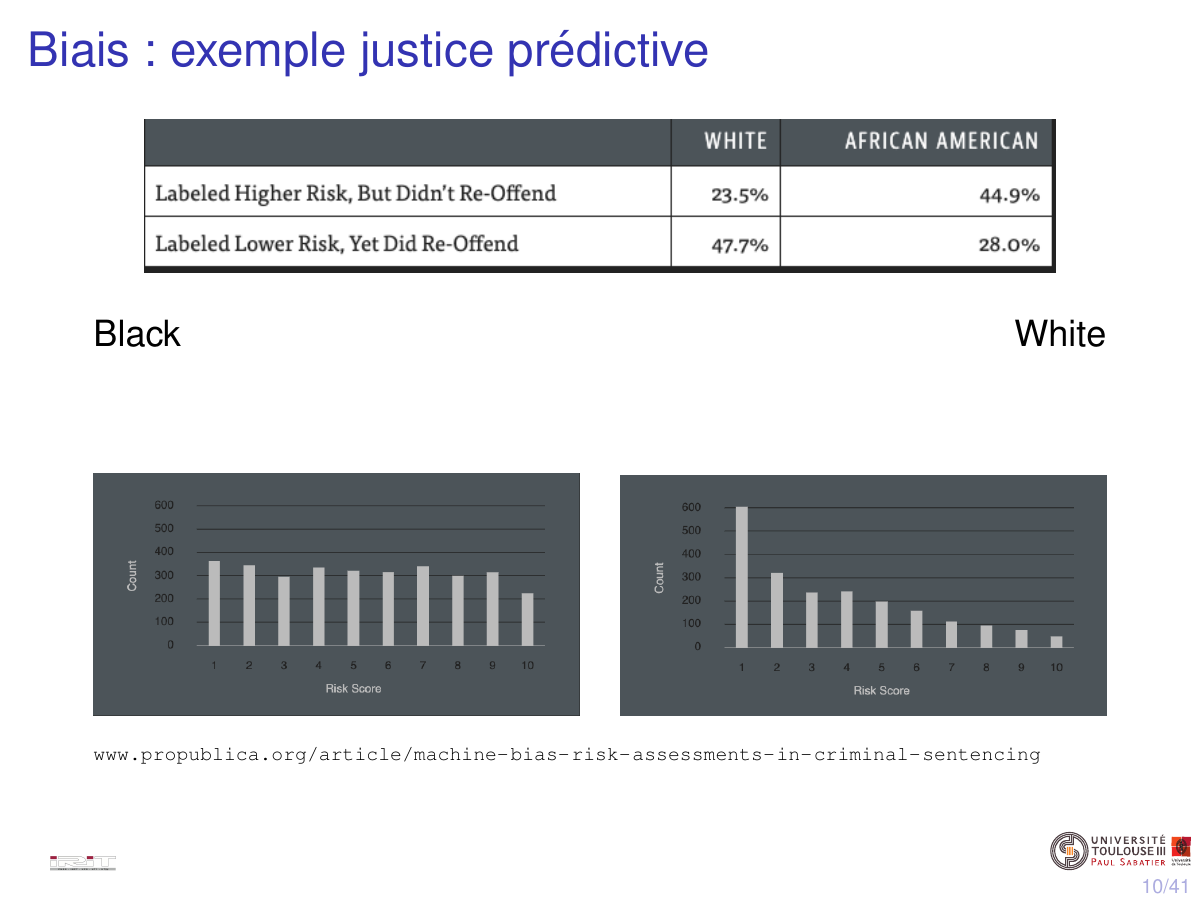 Biais : exemple justice prédictive
WHITE AFRICAN AMERICAN
Labeled Higher Risk, But Didn't Re-Offend 23.5% 44.9%
Labeled Lower Risk, Yet Did Re-Offend 47.7% 28.0%
Black White
600
500
400
300
200
100
0
Count
1 2 3 4 5 6 7 8 9 10
Risk Score
600
500
400
300
200
100
0
Count
1 2 3 4 5 6 7 8 9 10
Risk Score
www.propublica.org/article/machine-bias-risk-assessments-in-criminal-sentencing
IRIT
UNIVERSITÉ
TOULOUSE III
PAUL SABATIER
10/41